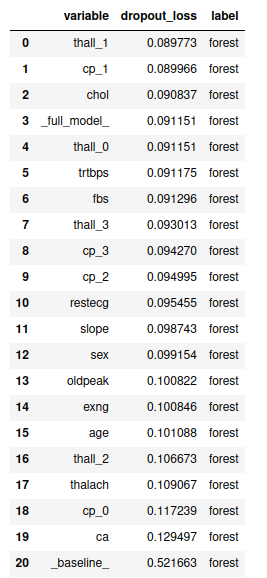 variable dropout_loss label
0 thall_1 0.089773 forest
1 cp_1 0.089966 forest
2 chol 0.090837 forest
3 _full_model_ 0.091151 forest
4 thall_0 0.091151 forest
5 trtbps 0.091175 forest
6 fbs 0.091296 forest
7 thall_3 0.093013 forest
8 cp_3 0.094270 forest
9 cp_2 0.094995 forest
10 restecg 0.095455 forest
11 slope 0.098743 forest
12 sex 0.099154 forest
13 oldpeak 0.100822 forest
14 exng 0.100846 forest
15 age 0.101088 forest
16 thall_2 0.106673 forest
17 thalach 0.109067 forest
18 cp_0 0.117239 forest
19 ca 0.129497 forest
20 _baseline_ 0.521663 forest